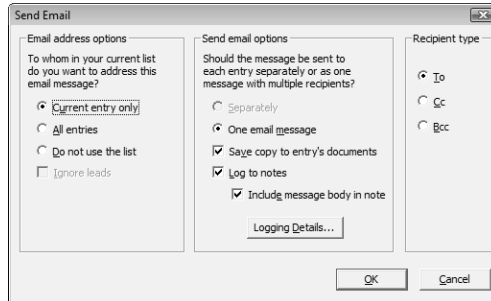 Send Email
Email address options
To whom in your current list
do you want to address this
email message?
Current entry only
All entries
Do not use the list
Ignore leads
Send email options
Should the message be sent to
each entry separately or as one
message with multiple recipients?
Separately
One email message
Save copy to entry's documents
Log to notes
Include message body in note
Logging Details...
Recipient type
To
Cc
Bcc
OK
Cancel